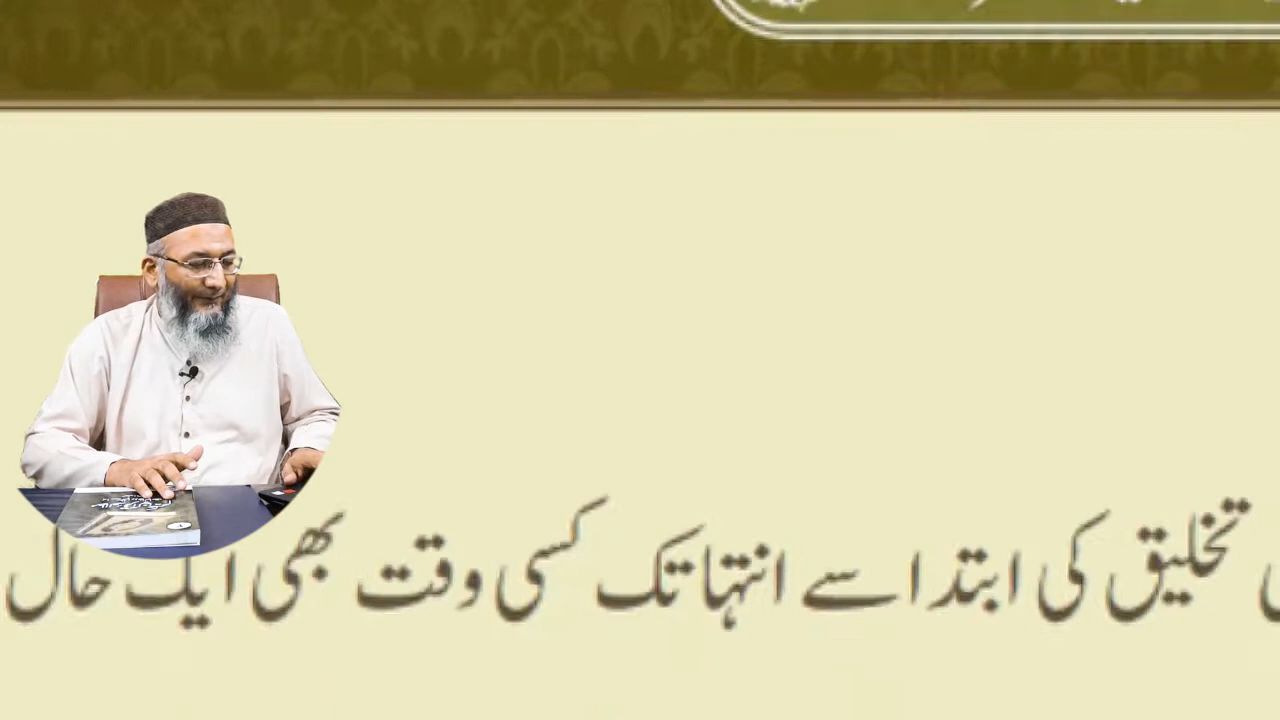 تخلیق کی ابتدا سے انتہا تک کسی وقت بھی ایک حال